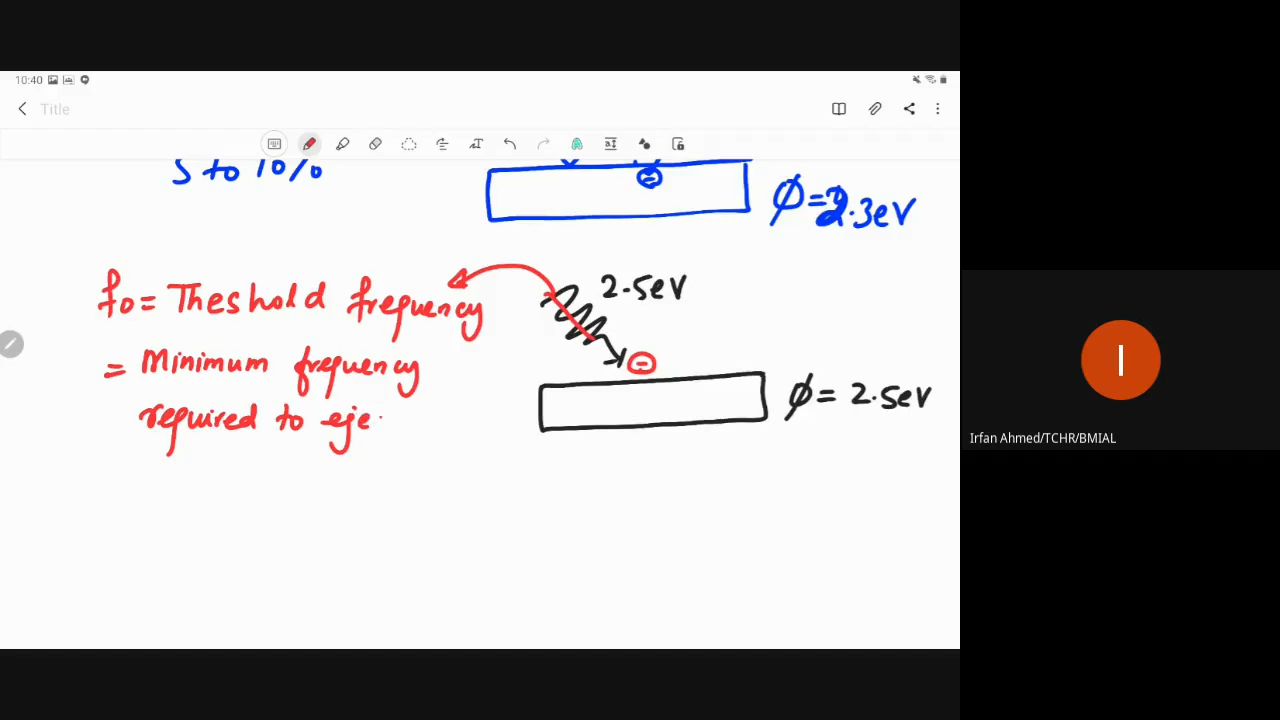 10:40
Title
5 to 10%
ϕ=2.3eV
f0= Theshold frequency
2.5eV
= Minimum frequency
required to eje
ϕ= 2.5eV
I
Irfan Ahmed/TCHR/BMIAL